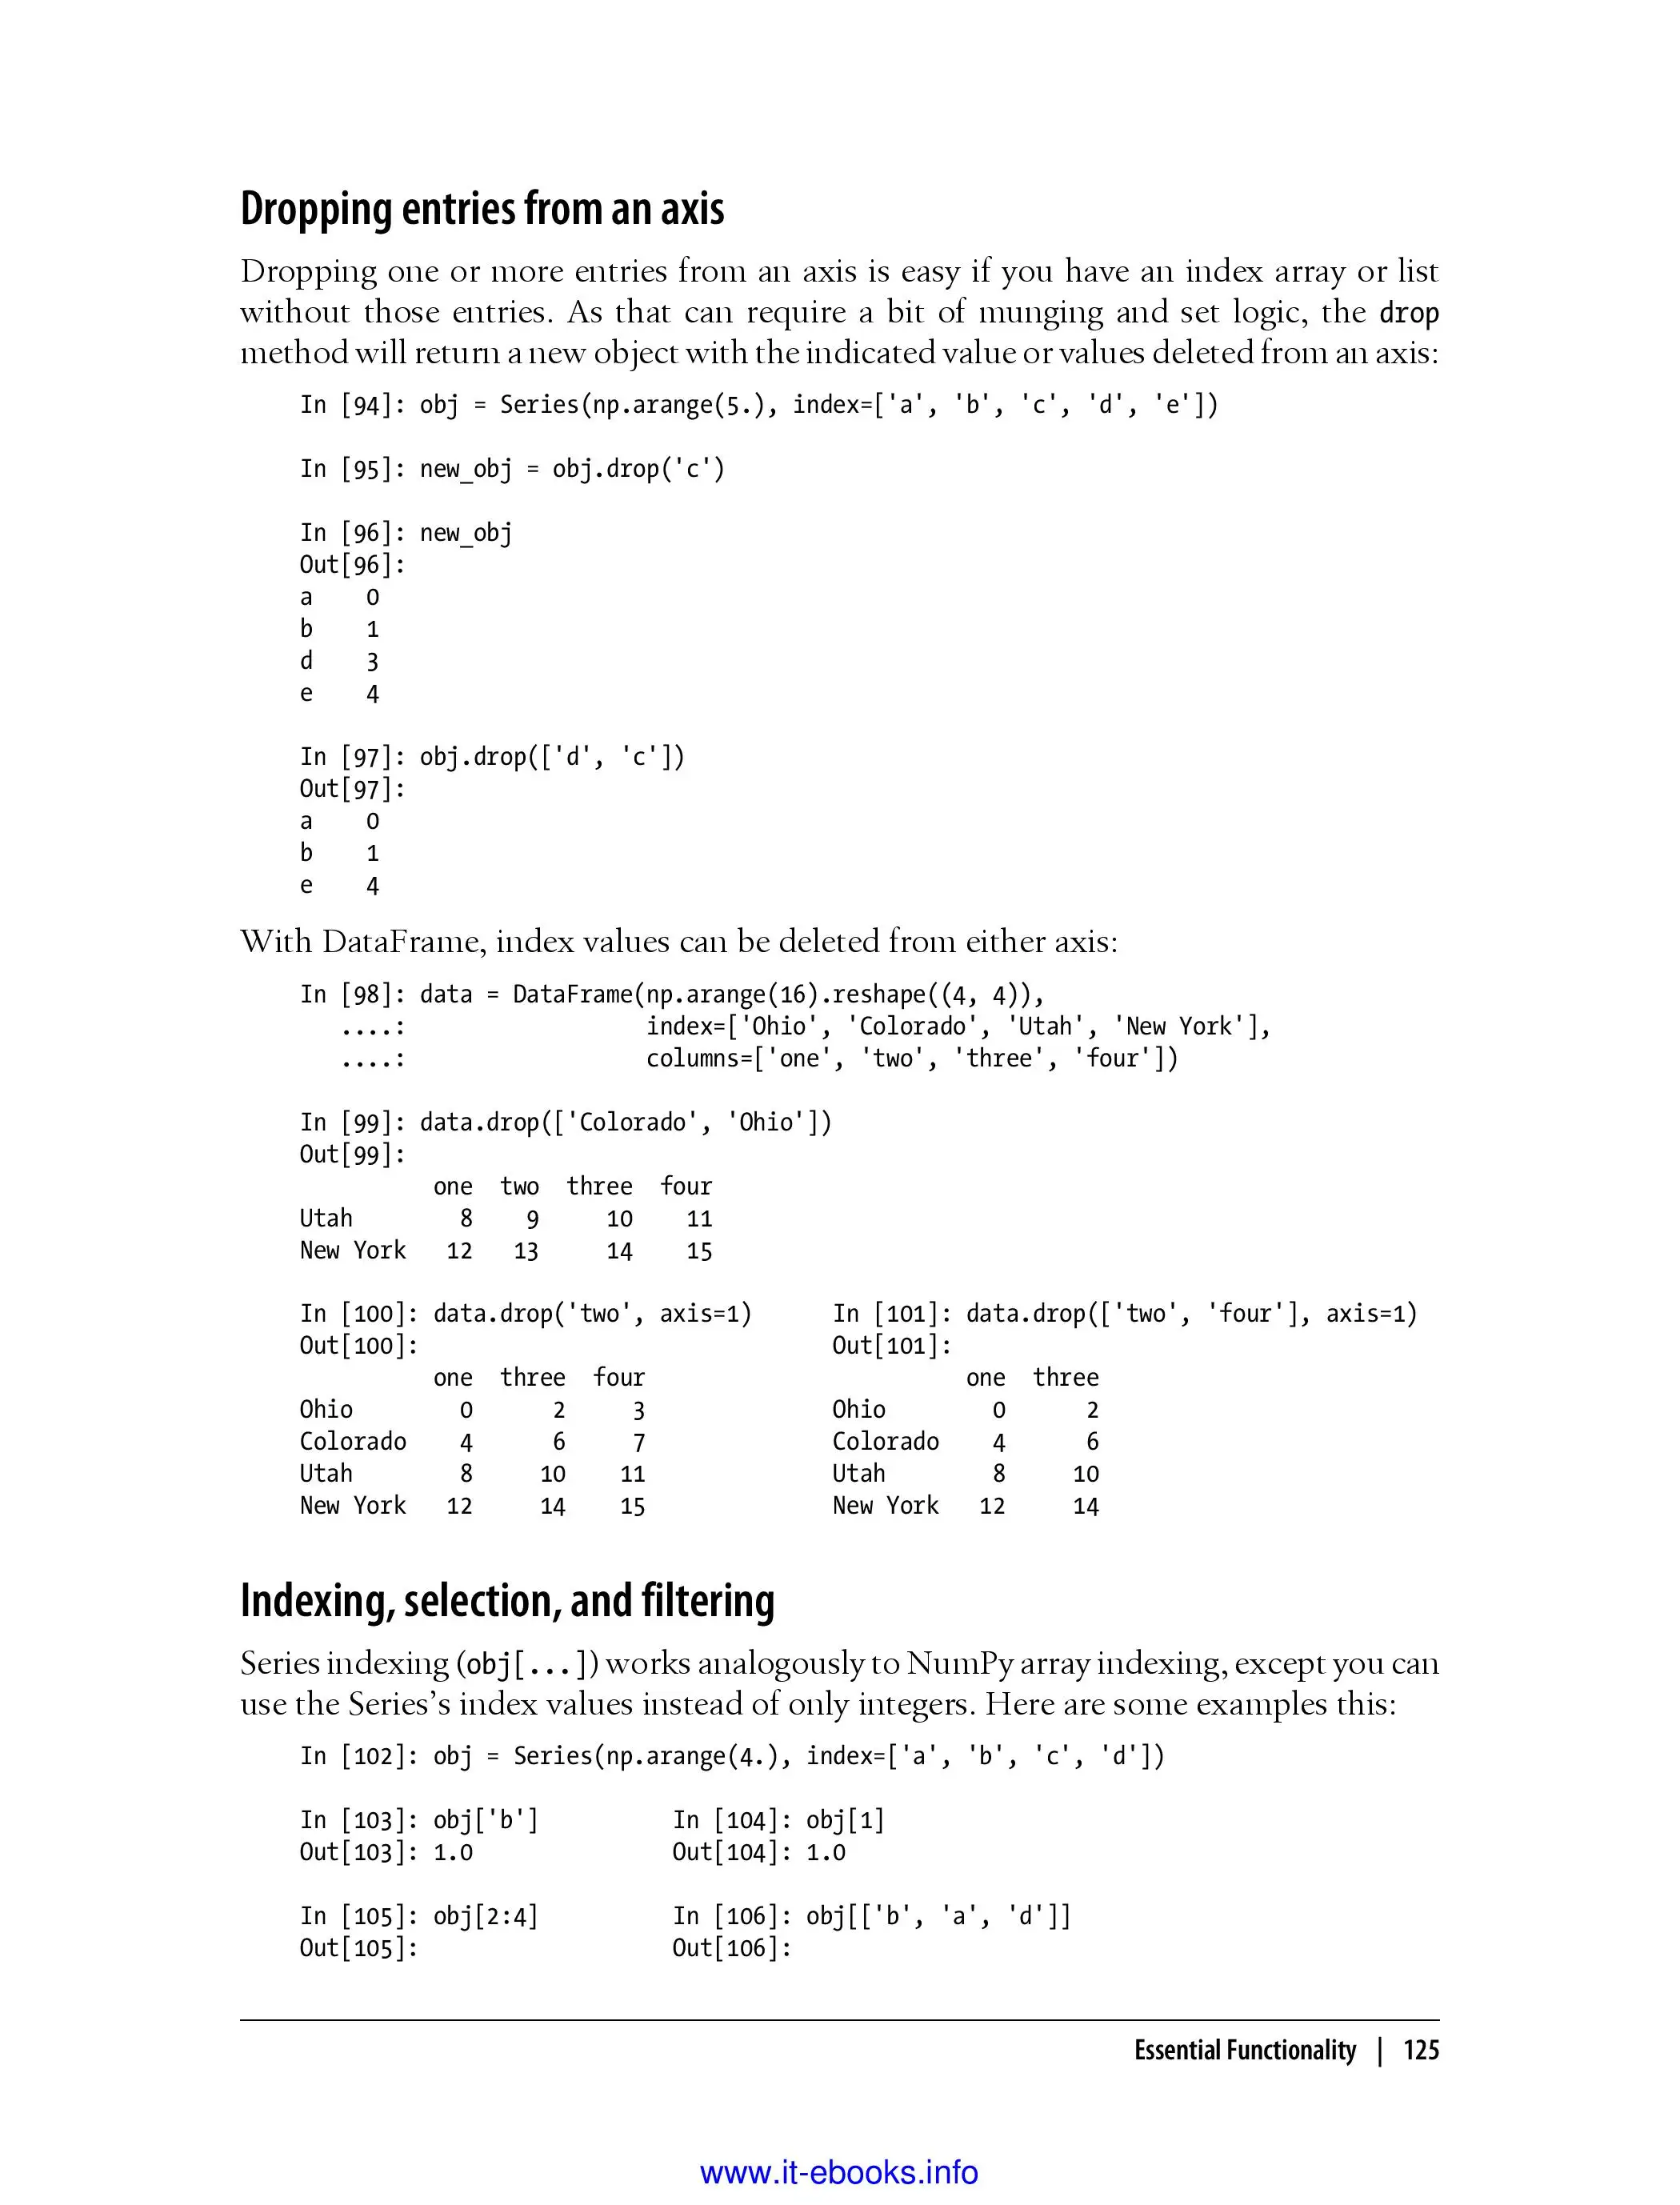 Dropping entries from an axis
Dropping one or more entries from an axis is easy if you have an index array or list
without those entries. As that can require a bit of munging and set logic, the drop
method will return a new object with the indicated value or values deleted from an axis:
In [94]: obj = Series(np.arange(5.), index=['a', 'b', 'c', 'd', 'e'])
In [95]: new_obj = obj.drop('c')
In [96]: new_obj
Out[96]:
a    0
b    1
d    3
e    4
In [97]: obj.drop(['d', 'c'])
Out[97]:
a    0
b    1
e    4
With DataFrame, index values can be deleted from either axis:
In [98]: data = DataFrame(np.arange(16).reshape((4, 4)),
   ....:                  index=['Ohio', 'Colorado', 'Utah', 'New York'],
   ....:                  columns=['one', 'two', 'three', 'four'])
In [99]: data.drop(['Colorado', 'Ohio'])
Out[99]:
          one  two  three  four
Utah        8    9     10    11
New York   12   13     14    15
In [100]: data.drop('two', axis=1)      In [101]: data.drop(['two', 'four'], axis=1)
Out[100]:                               Out[101]:
          one  three  four                        one  three
Ohio        0      2     3              Ohio        0      2
Colorado    4      6     7              Colorado    4      6
Utah        8     10    11              Utah        8     10
New York   12     14    15              New York   12     14
Indexing, selection, and filtering
Series indexing (obj[...]) works analogously to NumPy array indexing, except you can
use the Series’s index values instead of only integers. Here are some examples this:
In [102]: obj = Series(np.arange(4.), index=['a', 'b', 'c', 'd'])
In [103]: obj['b']          In [104]: obj[1]
Out[103]: 1.0               Out[104]: 1.0
In [105]: obj[2:4]          In [106]: obj[['b', 'a', 'd']]
Out[105]:                   Out[106]:
Essential Functionality | 125
www.it-ebooks.info